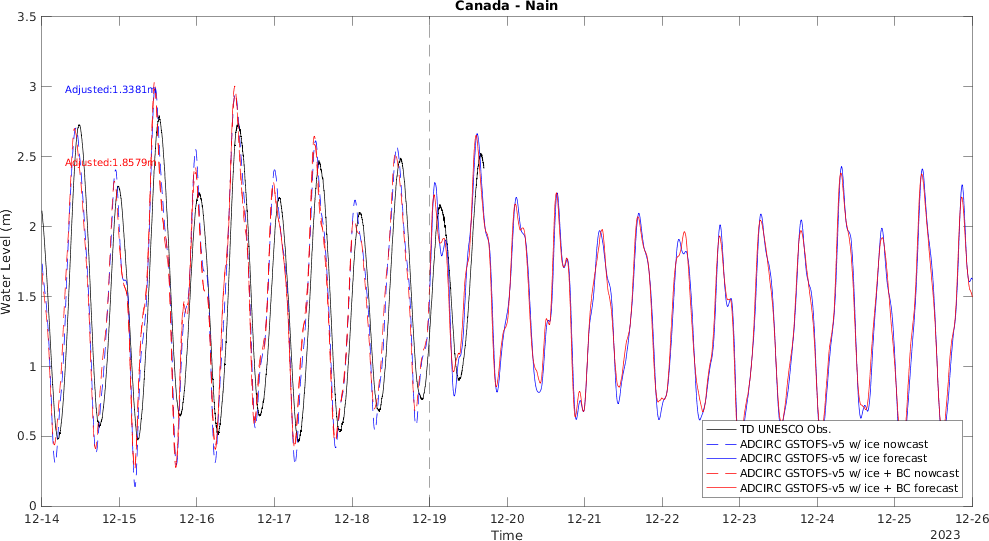 Canada - Nain
3.5
3
2.5
2
1.5
1
0.5
0
Water Level (m)
Adjusted:1.3381m
Adjusted:1.8579m
TD UNESCO Obs.
ADCIRC GSTOFS-v5 w/ ice nowcast
ADCIRC GSTOFS-v5 w/ ice forecast
ADCIRC GSTOFS-v5 w/ ice + BC nowcast
ADCIRC GSTOFS-v5 w/ ice + BC forecast
12-14 12-15 12-16 12-17 12-18 12-19 12-20 12-21 12-22 12-23 12-24 12-25 12-26
Time
2023